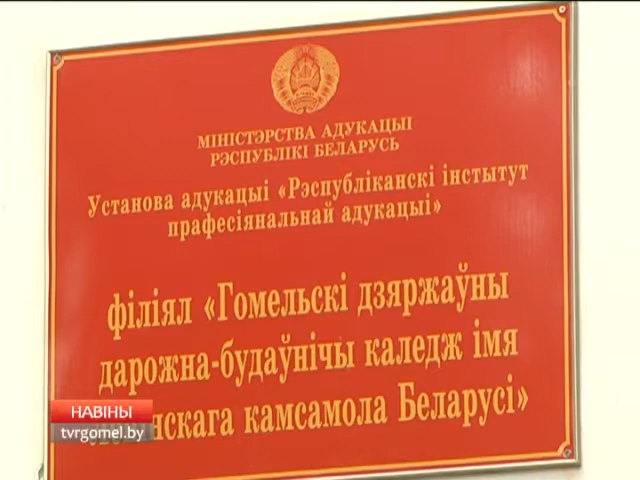 МІНІСТЭРСТВА АДУКАЦЫІ
РЭСПУБЛІКІ БЕЛАРУСЬ
Установа адукацыі «Рэспубліканскі інстытут
прафесіянальнай адукацыі»
філіял «Гомельскі дзяржаўны
дарожна-будаўнічы каледж імя
камсамола Беларусі»
НАВІНЫ
tvrgomel.by